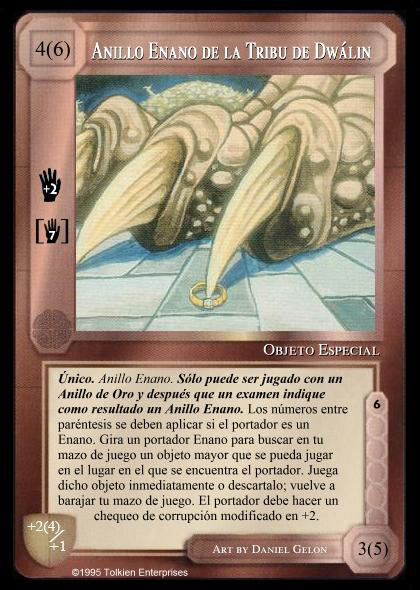 4(6)
ANILLO ENANO DE LA TRIBU DE DWÁLIN
+2
[7]
OBJETO ESPECIAL
Único. Anillo Enano. Sólo puede ser jugado con un
Anillo de Oro y después que un examen indique
como resultado un Anillo Enano. Los números entre
paréntesis se deben aplicar si el portador es un
Enano. Gira un portador Enano para buscar en tu
mazo de juego un objeto mayor que se pueda jugar
en el lugar en el que se encuentra el portador. Juega
dicho objeto inmediatamente o descartalo; vuelve a
barajar tu mazo de juego. El portador debe hacer un
chequeo de corrupción modificado en +2.
6
+2(4)/+1
ART BY DANIEL GELON
3(5)
©1995 Tolkien Enterprises